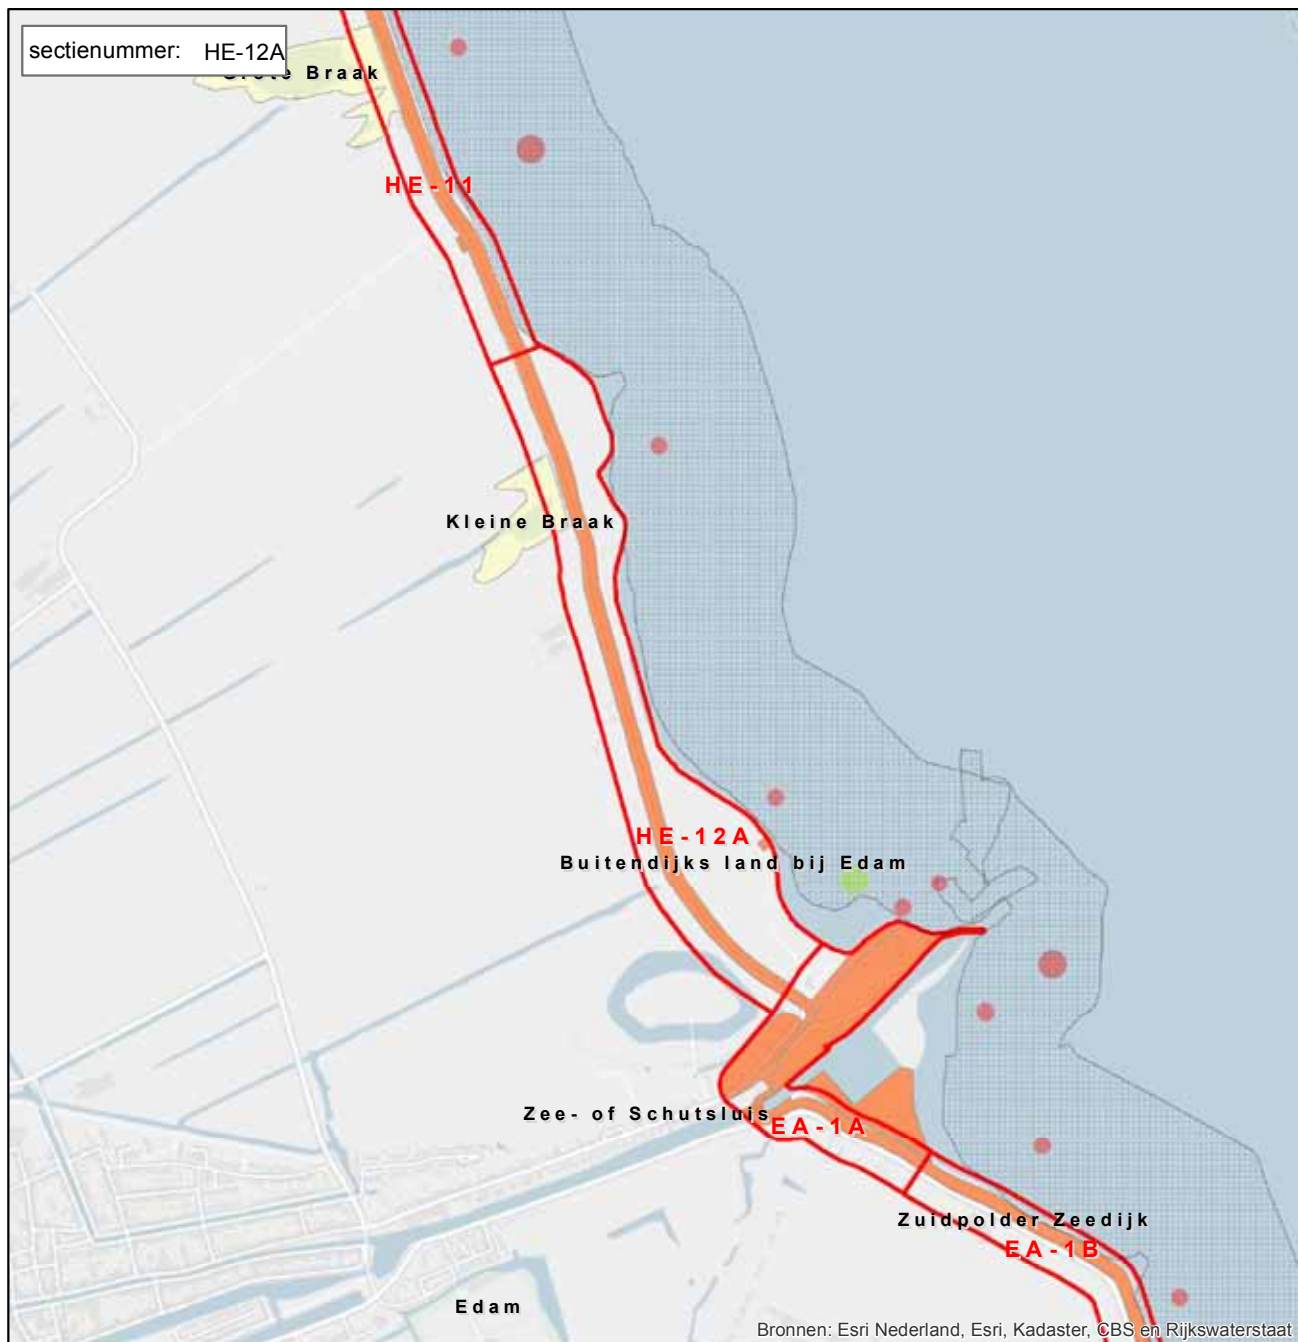 sectienummer: HE-12A
Grote Braak
HE-11
Kleine Braak
HE-12A
Buitendijks land bij Edam
Zee- of Schutsluis
EA-1A
Zuidpolder Zeedijk
EA-1B
Edam
Bronnen: Esri Nederland, Esri, Kadaster, CBS en Rijkswaterstaat